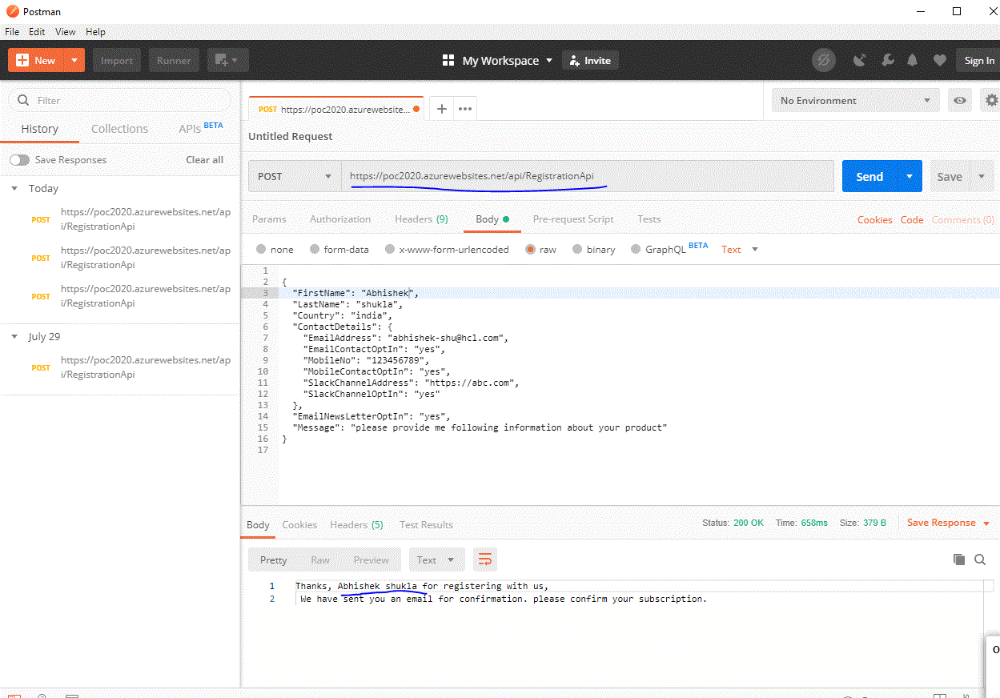 Postman
File Edit View Help
New Import Runner My Workspace Invite Sign In
Filter
History Collections APIs BETA
Save Responses Clear all
Today
POST https://poc2020.azurewebsites.net/ap
i/RegistrationApi
POST https://poc2020.azurewebsites.net/ap
i/RegistrationApi
POST https://poc2020.azurewebsites.net/ap
i/RegistrationApi
July 29
POST https://poc2020.azurewebsites.net/ap
i/RegistrationApi
POST https://poc2020.azurewebsite... No Environment
Untitled Request
POST https://poc2020.azurewebsites.net/api/RegistrationApi Send Save
Params Authorization Headers (9) Body Pre-request Script Tests Cookies Code Comments (0)
none form-data x-www-form-urlencoded raw binary GraphQL BETA Text
1
2 {
3 "FirstName": "Abhishek",
4 "LastName": "shukla",
5 "Country": "india",
6 "ContactDetails": {
7 "EmailAddress": "abhishek-shu@hcl.com",
8 "EmailContactOptIn": "yes",
9 "MobileNo": "123456789",
10 "MobileContactOptIn": "yes",
11 "SlackChannelAddress": "https://abc.com",
12 "SlackChannelOptIn": "yes"
13 },
14 "EmailNewsLetterOptIn": "yes",
15 "Message": "please provide me following information about your product"
16 }
17
Body Cookies Headers (5) Test Results Status: 200 OK Time: 658ms Size: 379 B Save Response
Pretty Raw Preview Text
1 Thanks, Abhishek shukla for registering with us,
2 We have sent you an email for confirmation. please confirm your subscription.